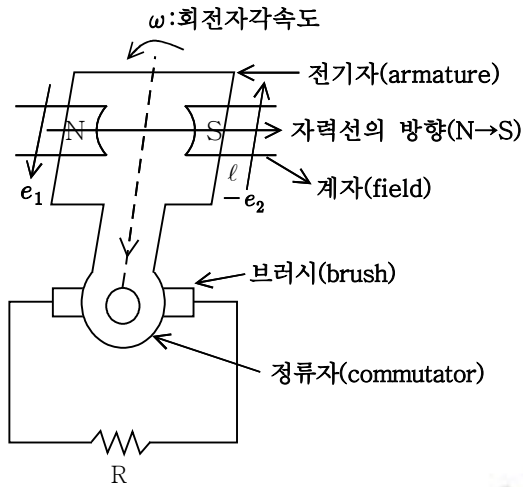 ω:회전자각속도
전기자(armature)
N
S
자력선의 방향(N→S)
e₁
ℓ
−e₂
계자(field)
브러시(brush)
정류자(commutator)
R